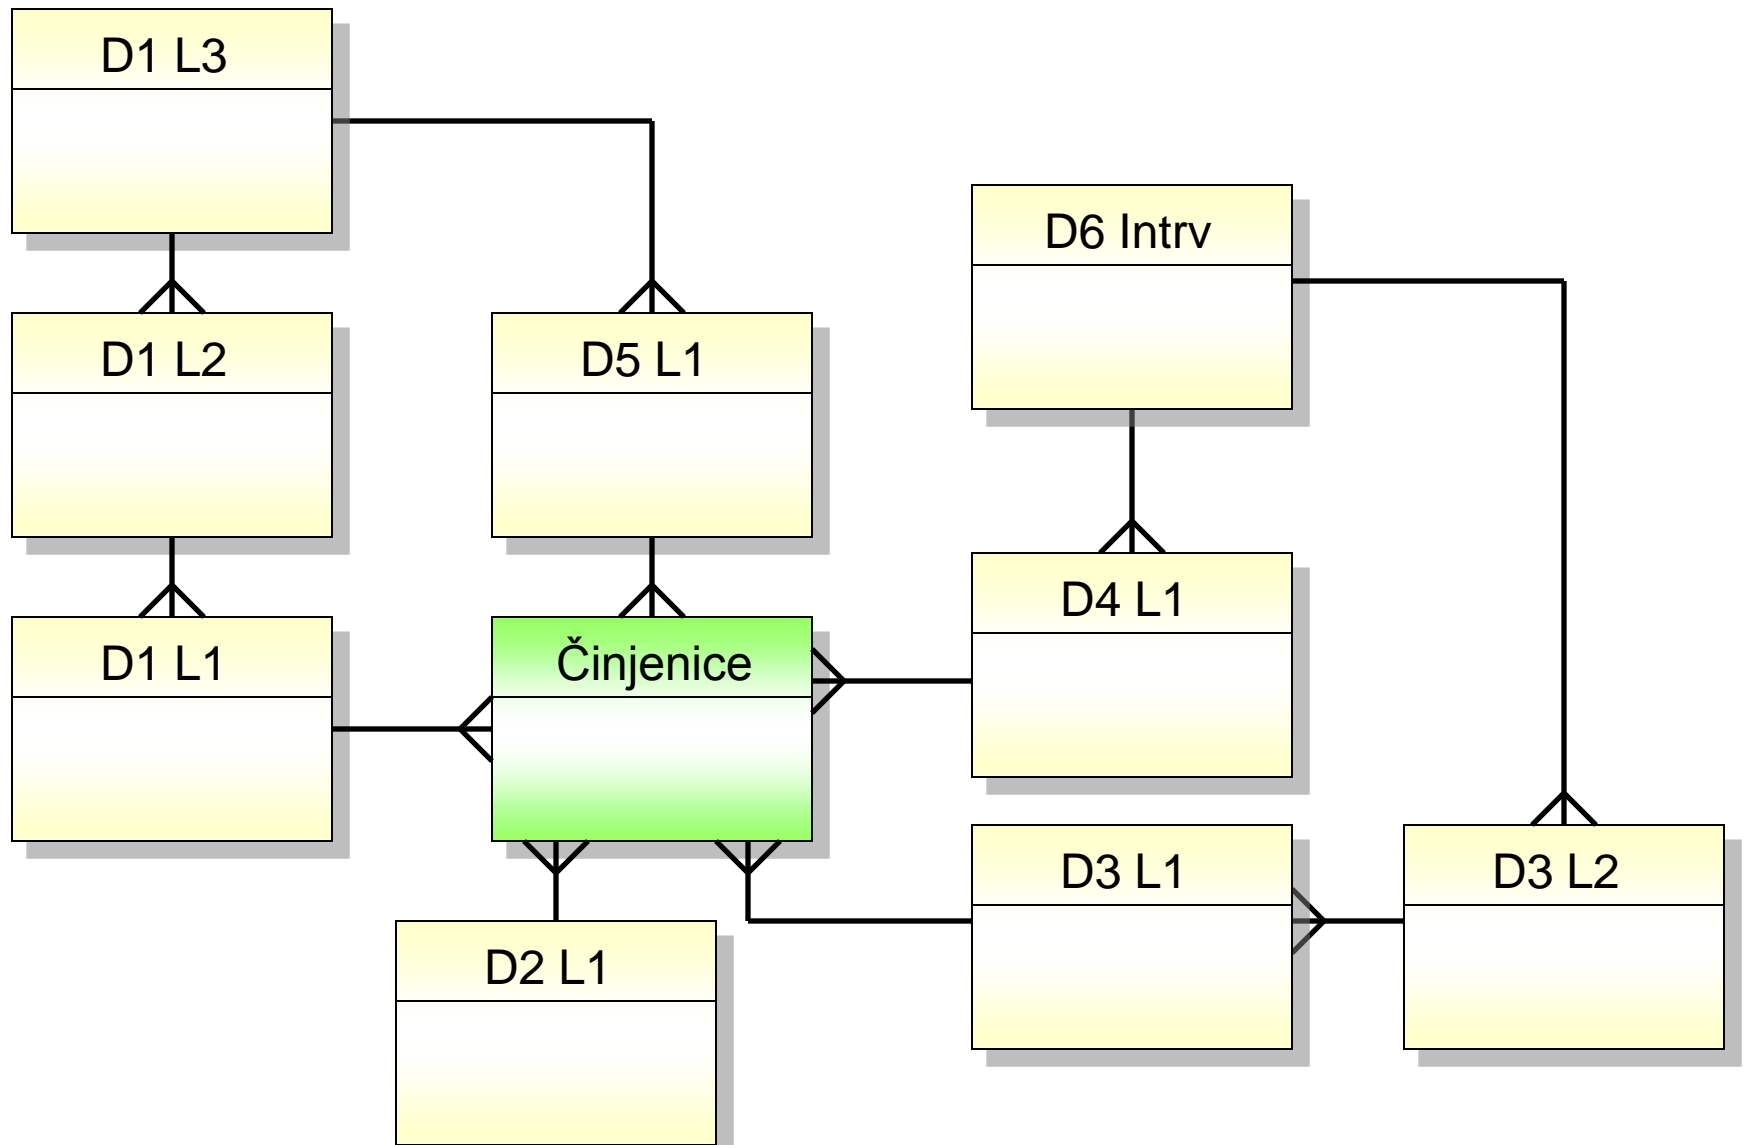 D1 L3
D6 Intrv
D1 L2
D5 L1
D4 L1
D1 L1
Činjenice
D3 L1
D3 L2
D2 L1